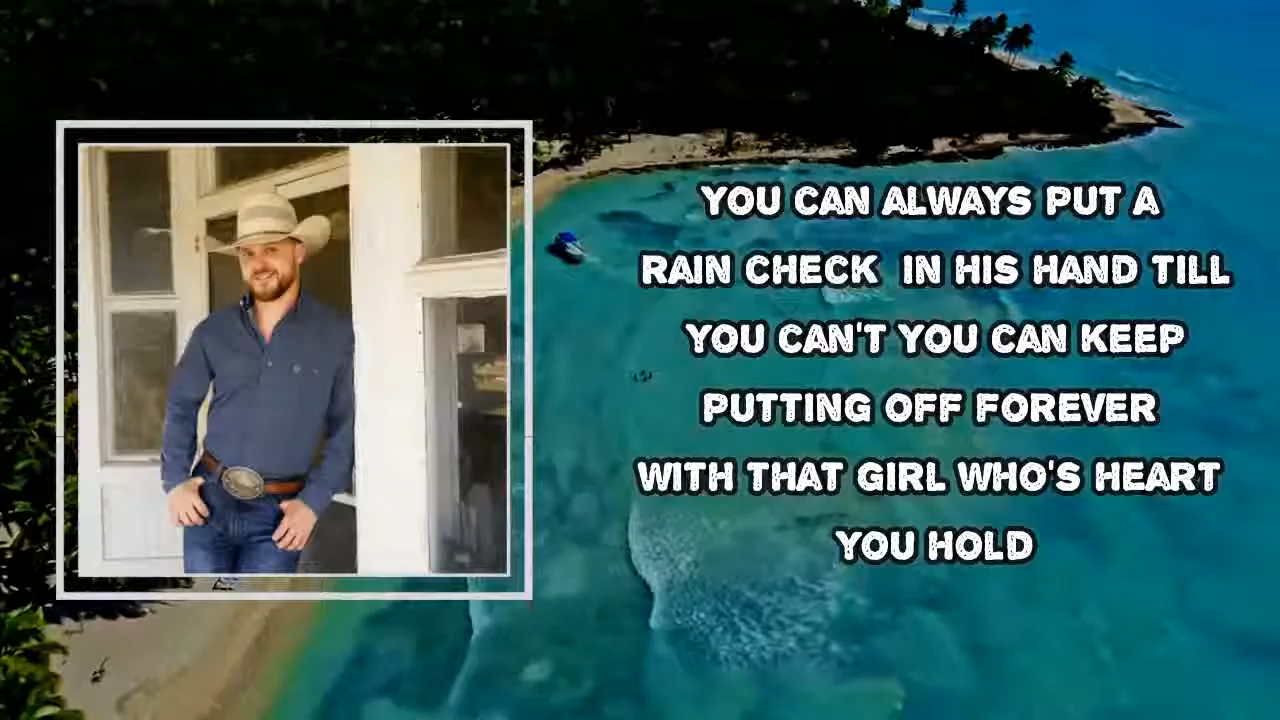 YOU CAN ALWAYS PUT A
RAIN CHECK  IN HIS HAND TILL
YOU CAN'T YOU CAN KEEP
PUTTING OFF FOREVER
WITH THAT GIRL WHO'S HEART
YOU HOLD